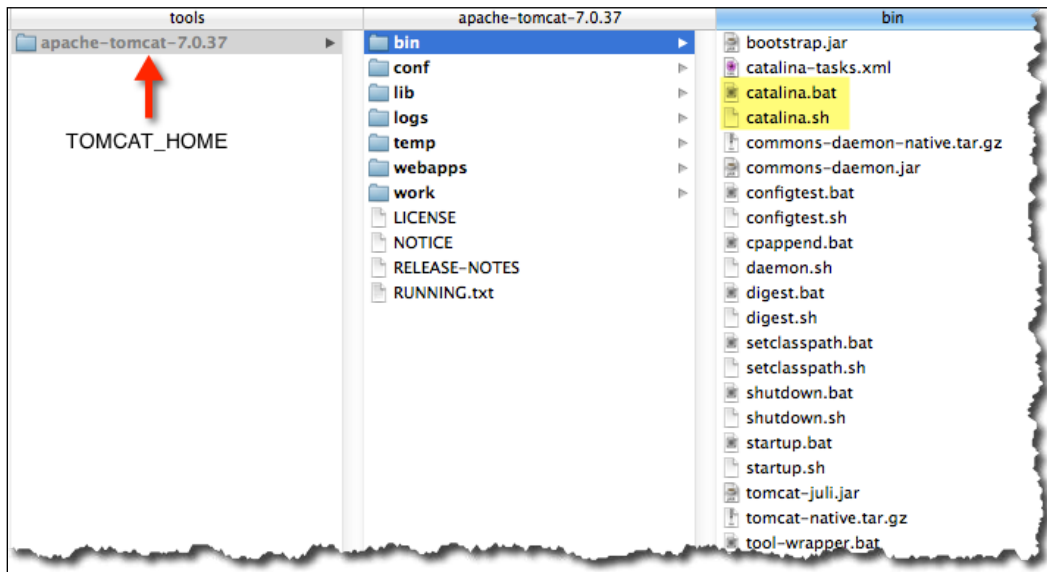 tools
apache-tomcat-7.0.37
TOMCAT_HOME
apache-tomcat-7.0.37
bin
conf
lib
logs
temp
webapps
work
LICENSE
NOTICE
RELEASE-NOTES
RUNNING.txt
bin
bootstrap.jar
catalina-tasks.xml
catalina.bat
catalina.sh
commons-daemon-native.tar.gz
commons-daemon.jar
configtest.bat
configtest.sh
cpappend.bat
daemon.sh
digest.bat
digest.sh
setclasspath.bat
setclasspath.sh
shutdown.bat
shutdown.sh
startup.bat
startup.sh
tomcat-juli.jar
tomcat-native.tar.gz
tool-wrapper.bat